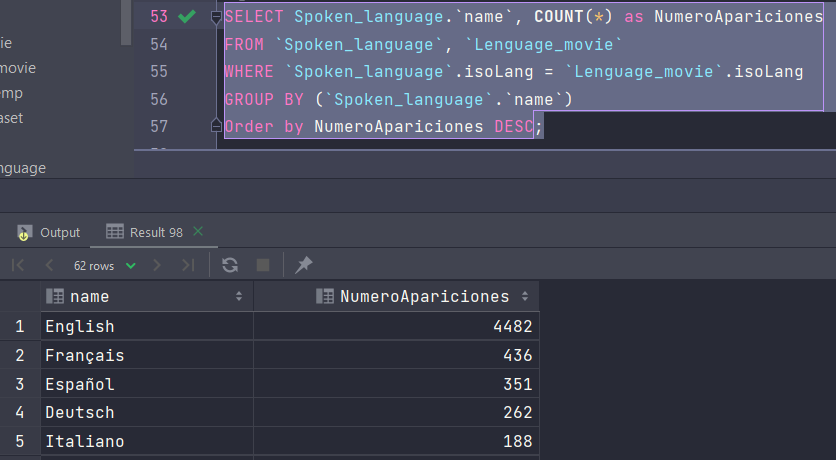 ie
movie
emp
aset
nguage
53 SELECT Spoken_language.`name`, COUNT(*) as NumeroApariciones
54 FROM `Spoken_language`, `Lenguage_movie`
55 WHERE `Spoken_language`.isoLang = `Lenguage_movie`.isoLang
56 GROUP BY (`Spoken_language`.`name`)
57 Order by NumeroApariciones DESC;
Output Result 98
62 rows
name NumeroApariciones
1 English 4482
2 Français 436
3 Español 351
4 Deutsch 262
5 Italiano 188